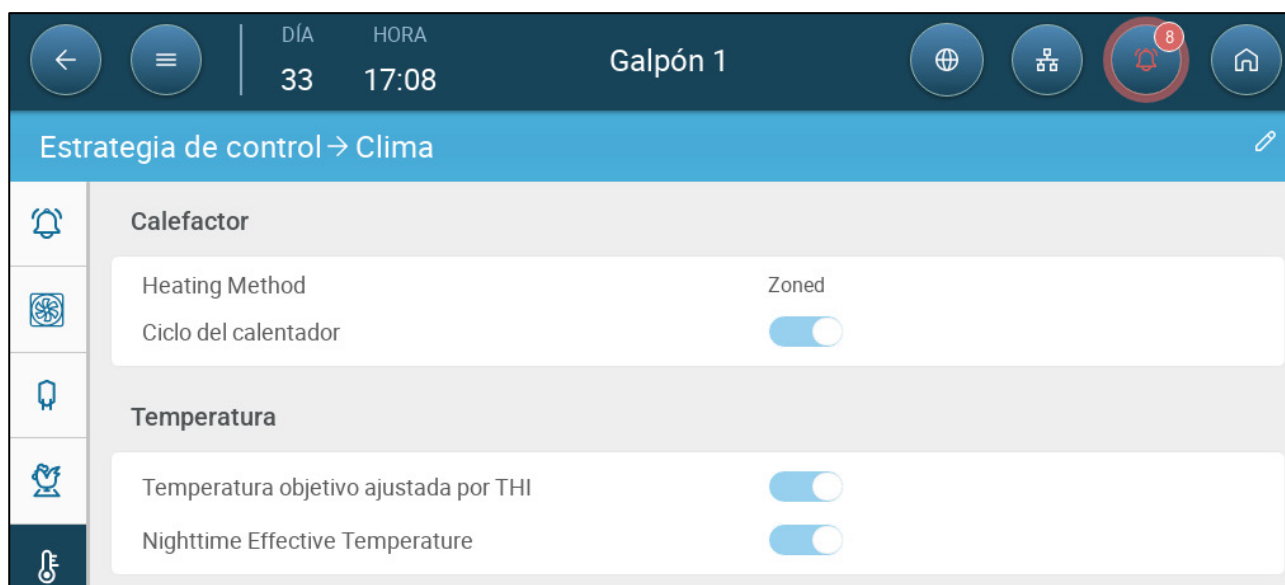 DÍA HORA
33 17:08
Galpón 1
8
Estrategia de control → Clima
Calefactor
Heating Method Zoned
Ciclo del calentador
Temperatura
Temperatura objetivo ajustada por THI
Nighttime Effective Temperature